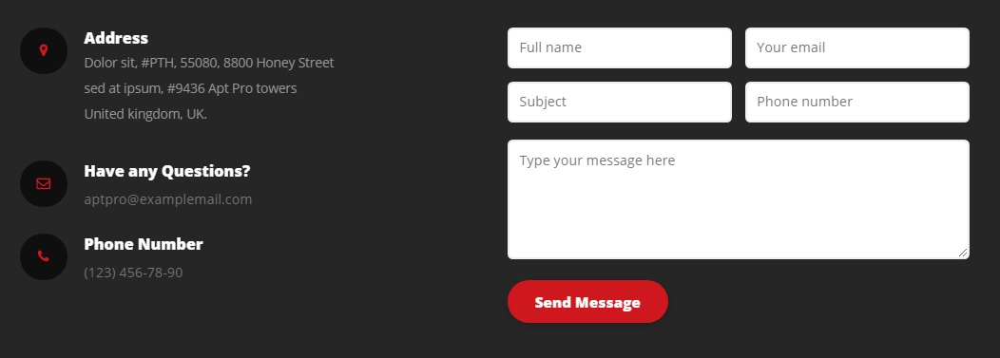 Address
Dolor sit, #PTH, 55080, 8800 Honey Street
sed at ipsum, #9436 Apt Pro towers
United kingdom, UK.
Have any Questions?
aptpro@examplemail.com
Phone Number
(123) 456-78-90
Full name
Your email
Subject
Phone number
Type your message here
Send Message